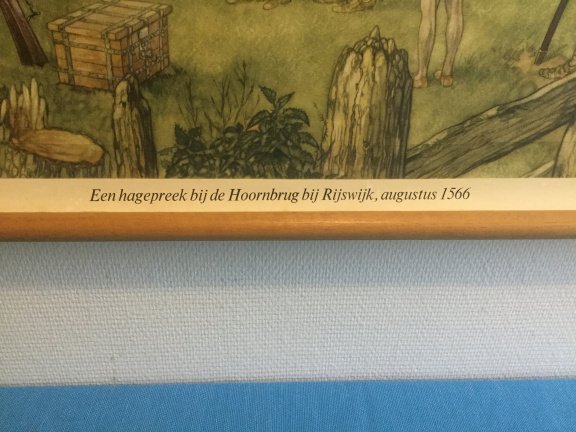 Een hagepreek bij de Hoornbrug bij Rijswijk, augustus 1566